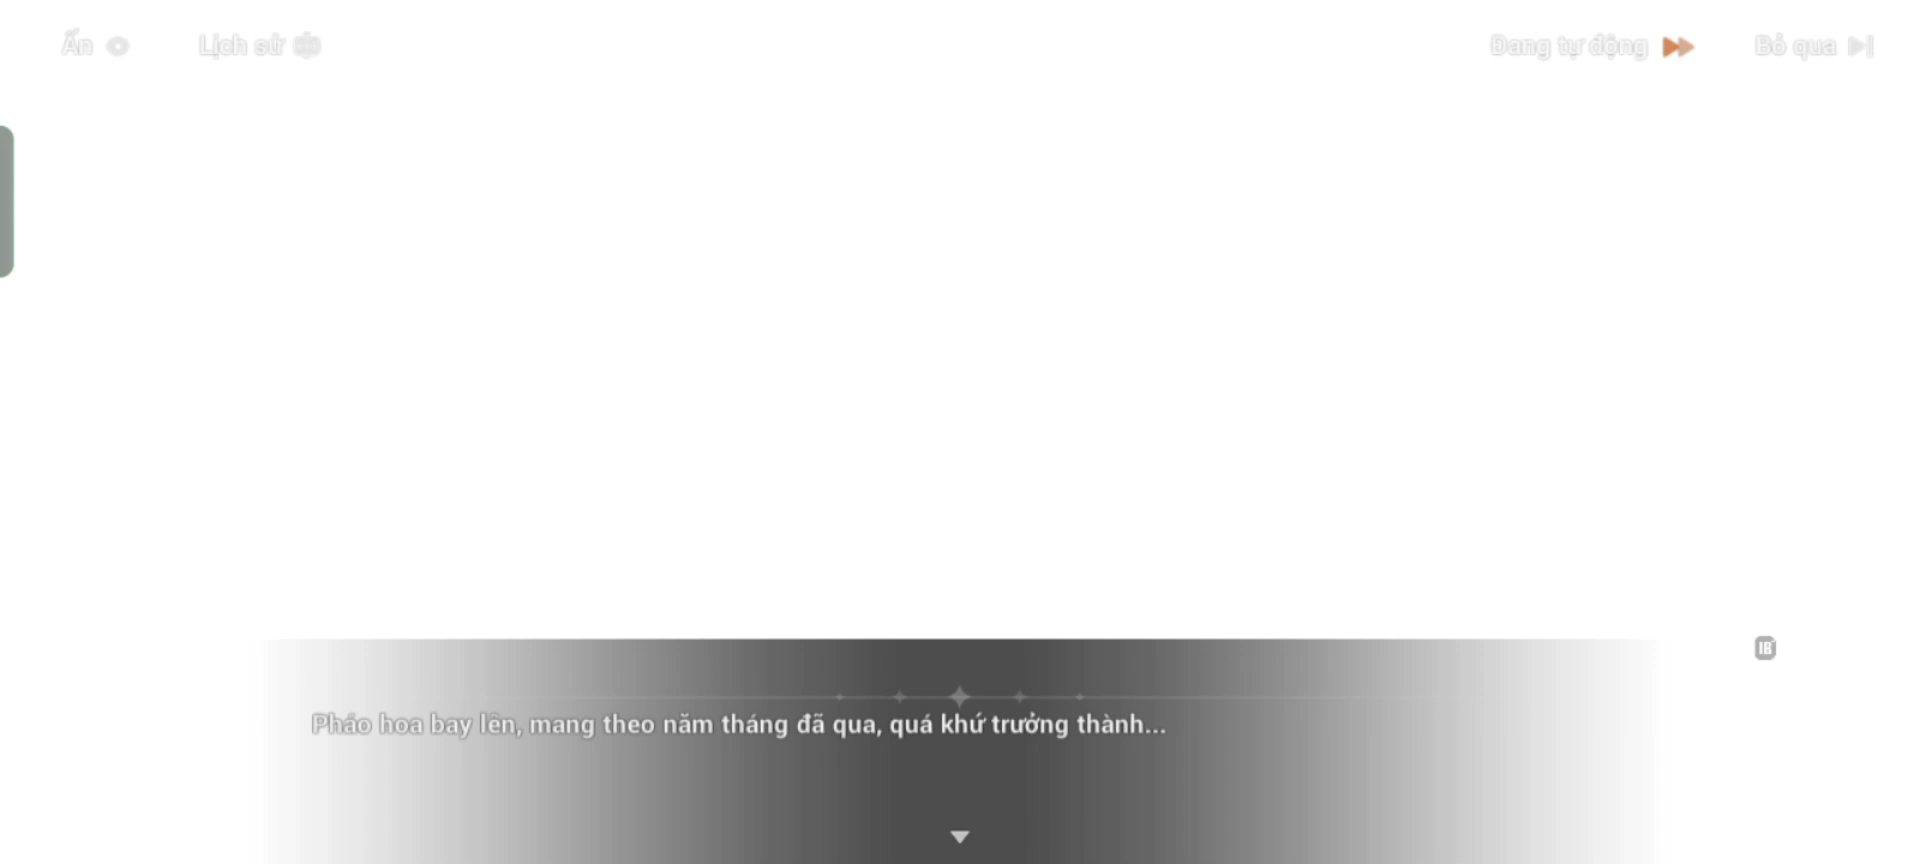 Ẩn
Lịch sử
Đang tự động
Bỏ qua
IB
Pháo hoa bay lên, mang theo năm tháng đã qua, quá khứ trưởng thành...